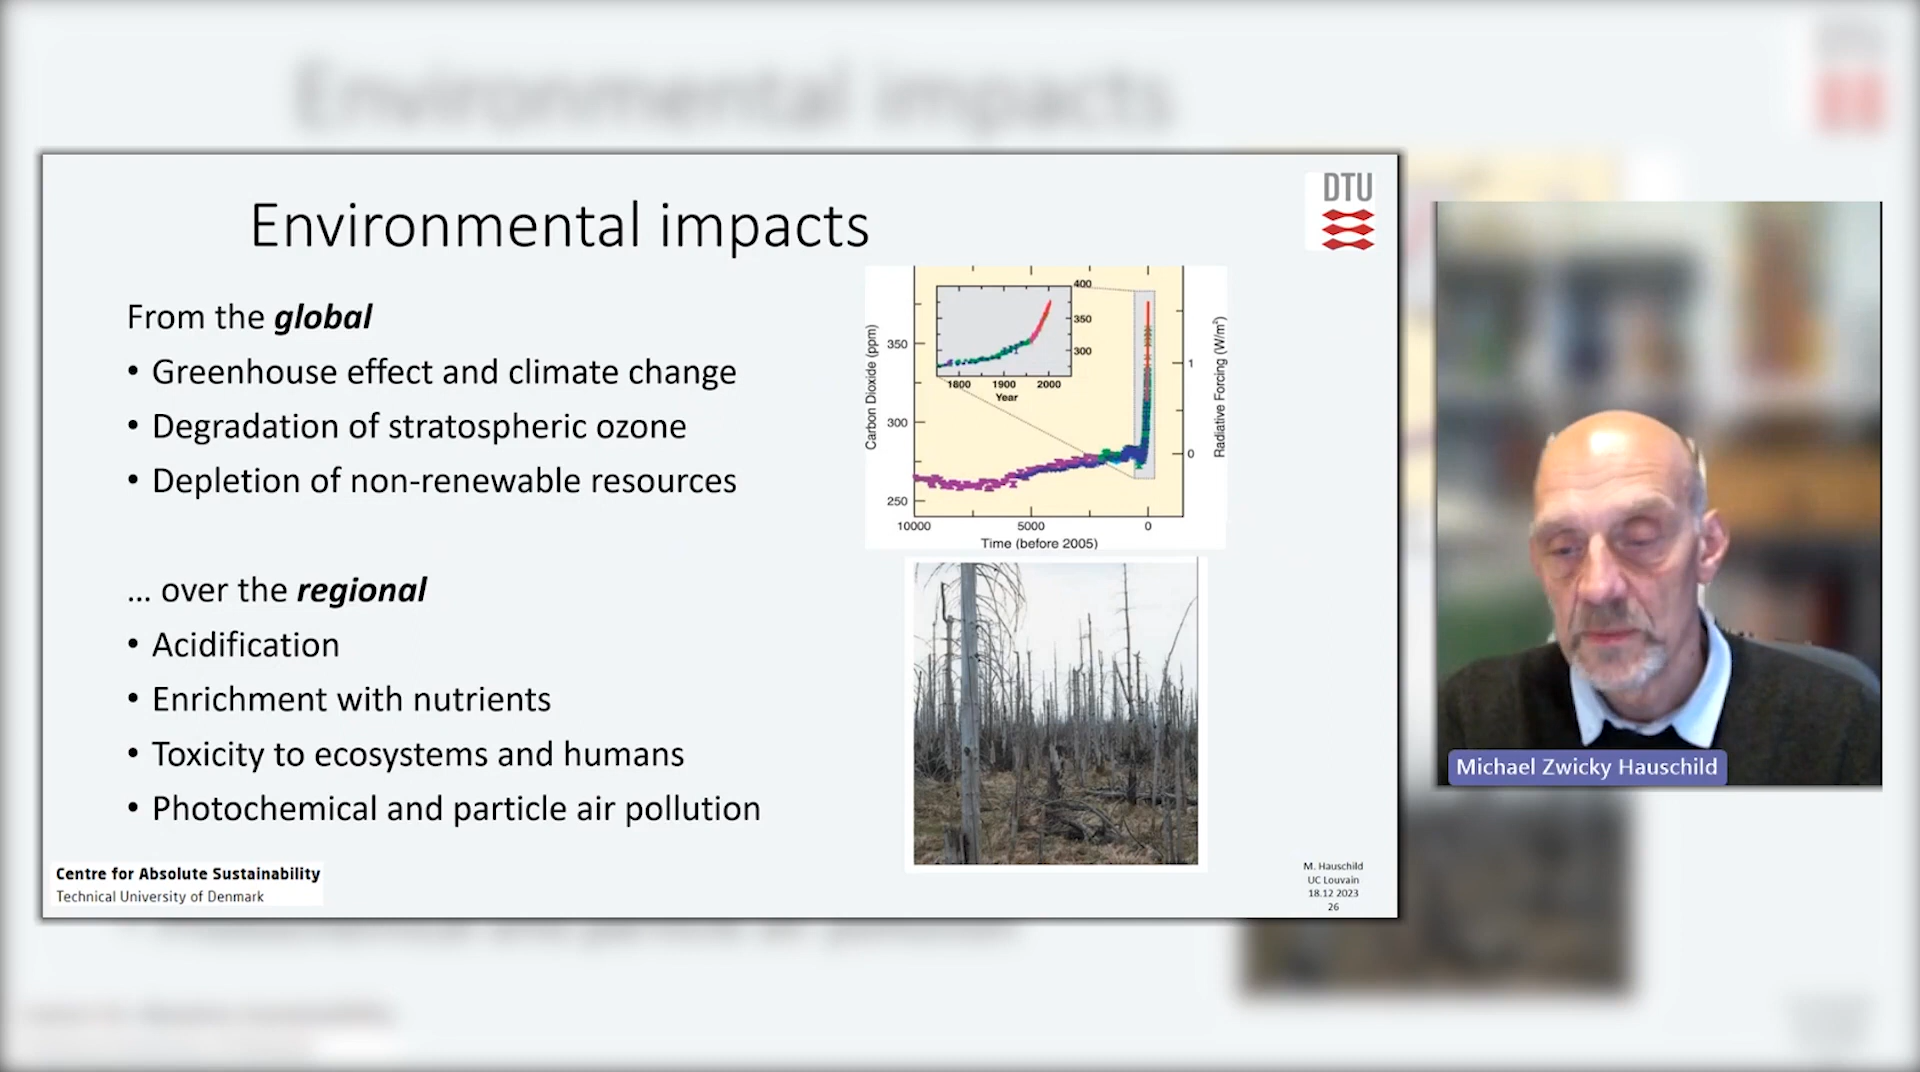 Environmental impacts
DTU
From the global
• Greenhouse effect and climate change
• Degradation of stratospheric ozone
• Depletion of non-renewable resources
... over the regional
• Acidification
• Enrichment with nutrients
• Toxicity to ecosystems and humans
• Photochemical and particle air pollution
Carbon Dioxide (ppm)
350
300
250
10000
5000
0
Time (before 2005)
400
350
300
1800
1900
2000
Year
1
0
Radiative Forcing (W/m²)
Centre for Absolute Sustainability
Technical University of Denmark
M. Hauschild
UC Louvain
18.12 2023
26
Michael Zwicky Hauschild
Environmental impacts